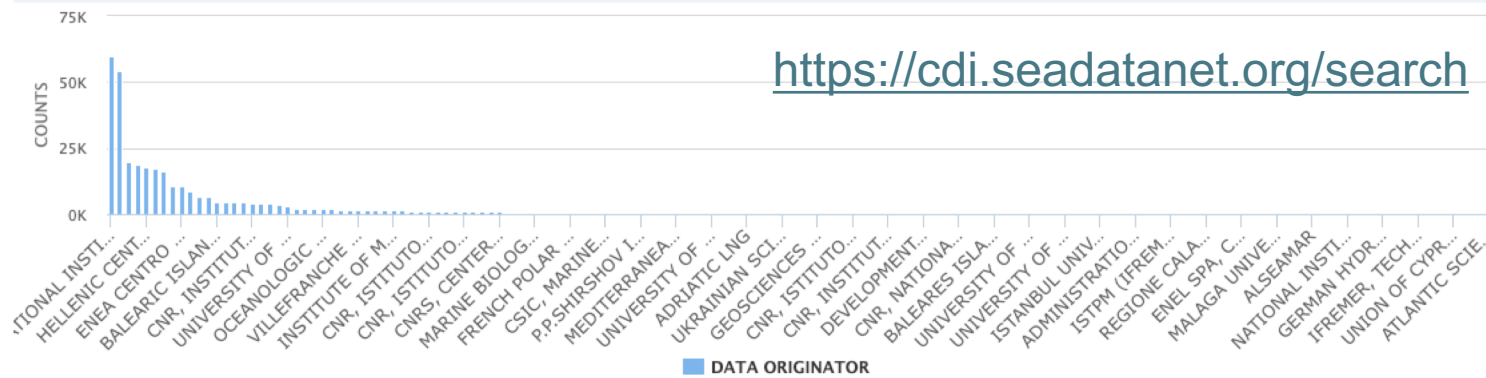 75K
https://cdi.seadatanet.org/search
50K
COUNTS
25K
0K
TIONAL INSTI...
HELLENIC CENT...
ENEA CENTRO ...
BALEARIC ISLAN...
CNR, INSTITUT...
UNIVERSITY OF ...
OCEANOLOGIC ...
VILLEFRANCHE ...
INSTITUTE OF M...
CNR, ISTITUTO...
CNR, ISTITUTO...
CNRS, CENTER...
MARINE BIOLOG...
FRENCH POLAR ...
CSIC, MARINE...
P.P.SHIRSHOV I...
MEDITERRANEA...
UNIVERSITY OF ...
ADRIATIC LNG
UKRAINIAN SCI...
GEOSCIENCES ...
CNR, ISTITUTO...
CNR, INSTITUT...
DEVELOPMENT...
CNR, NATIONA...
BALEARES ISLA...
UNIVERSITY OF ...
UNIVERSITY OF ...
ISTANBUL UNIV...
ADMINISTRATIO...
ISTPM (IFREM...
REGIONE CALA...
ENEL SPA, C...
MALAGA UNIVE...
ALSEAMAR
NATIONAL INSTI...
GERMAN HYDR...
IFREMER, TECH...
UNION OF CYPR...
ATLANTIC SCIE...
DATA ORIGINATOR